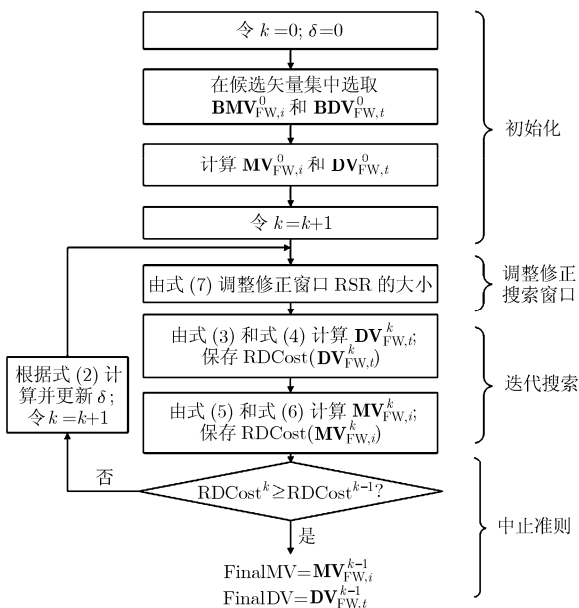 令 k=0; δ=0
在候选矢量集中选取
BMV⁰_FW,i 和 BDV⁰_FW,t
初始化
计算 MV⁰_FW,i 和 DV⁰_FW,t
令 k=k+1
由式 (7) 调整修正窗口 RSR 的大小
调整修正
搜索窗口
由式 (3) 和式 (4) 计算 DV^k_FW,t;
保存 RDCost(DV^k_FW,t)
根据式 (2) 计
算并更新 δ;
令 k=k+1
由式 (5) 和式 (6) 计算 MV^k_FW,i;
保存 RDCost(MV^k_FW,i)
迭代搜索
否
RDCost^k≥RDCost^k-1?
是
中止准则
FinalMV=MV^k-1_FW,i
FinalDV=DV^k-1_FW,t